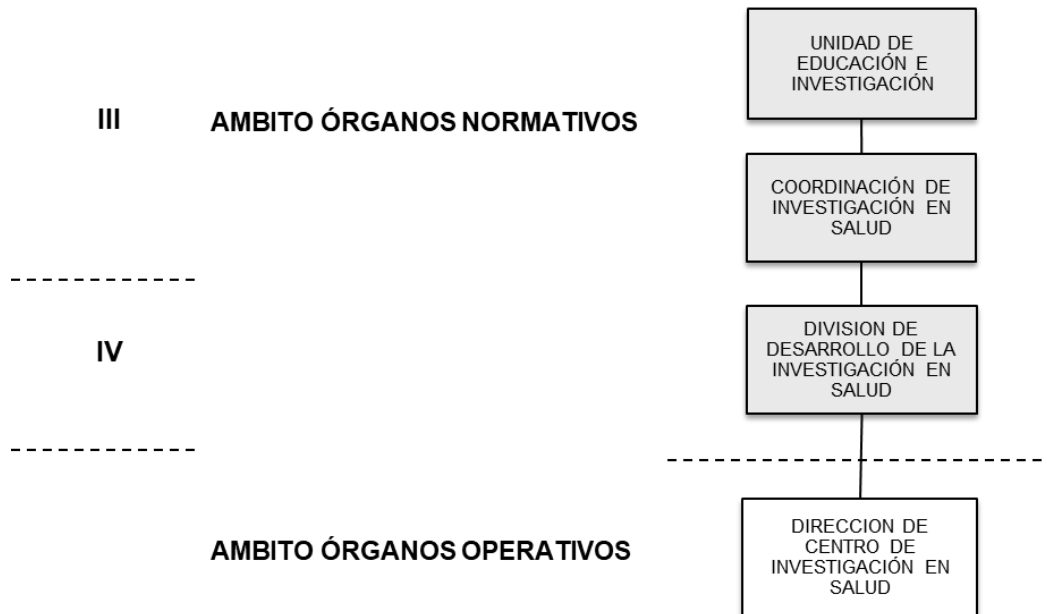 UNIDAD DE
EDUCACIÓN E
INVESTIGACIÓN
III
AMBITO ÓRGANOS NORMATIVOS
COORDINACIÓN DE
INVESTIGACIÓN EN
SALUD
IV
DIVISION DE
DESARROLLO DE LA
INVESTIGACIÓN EN
SALUD
AMBITO ÓRGANOS OPERATIVOS
DIRECCION DE
CENTRO DE
INVESTIGACIÓN EN
SALUD